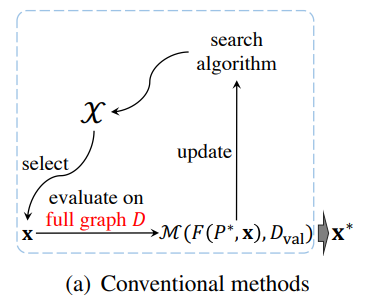 search
algorithm
𝒳
select
update
evaluate on
full graph D
x
ℳ(F(P*, x), D_val)
x*
(a) Conventional methods